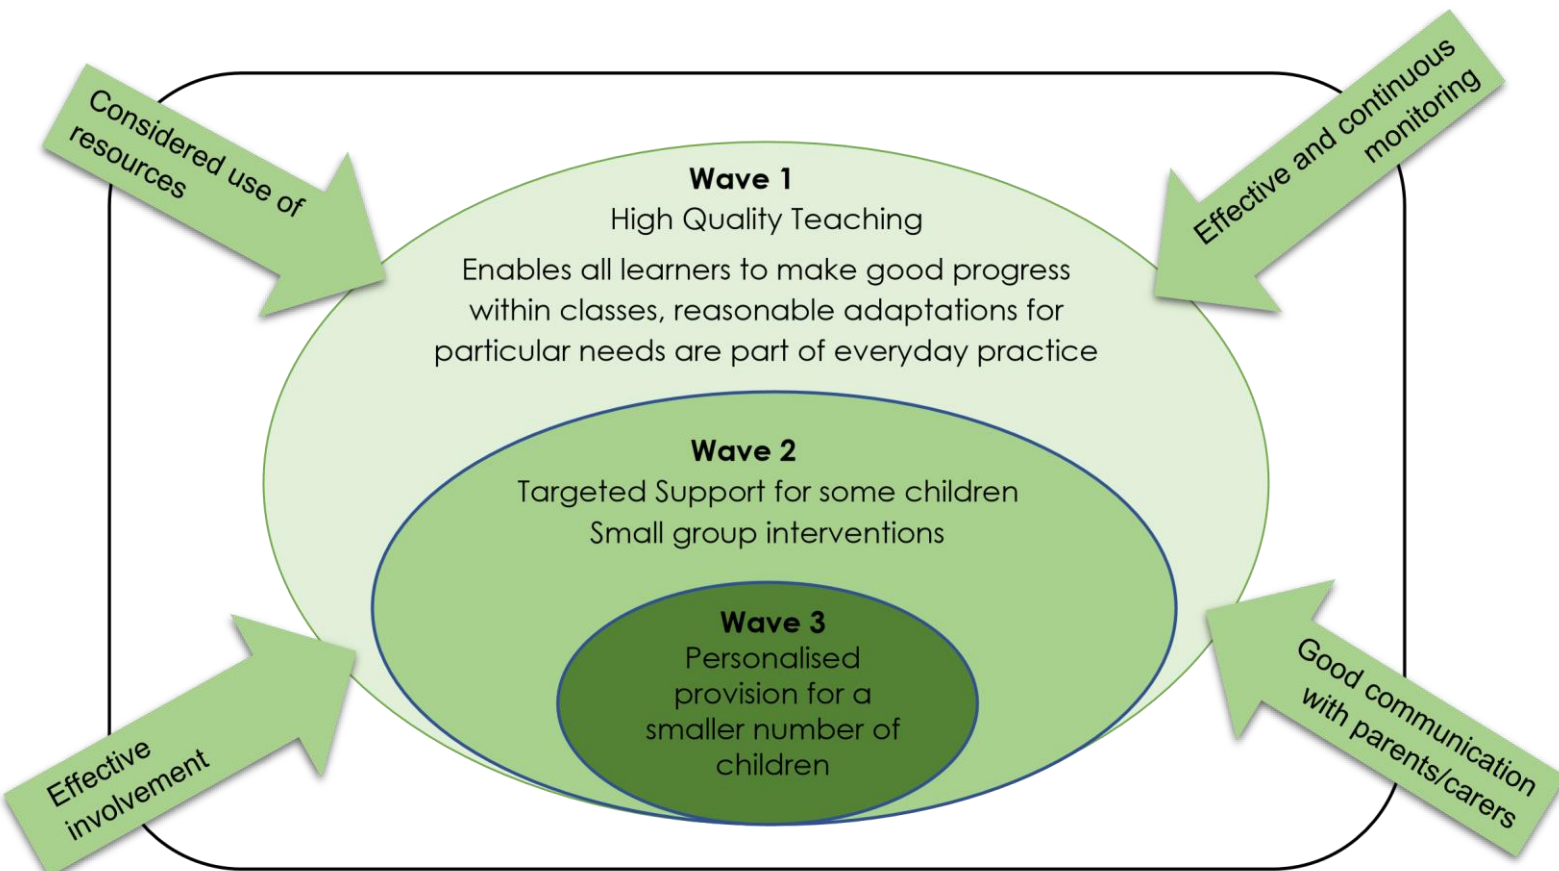 Considered use of
resources
Effective and continuous
monitoring
Wave 1
High Quality Teaching
Enables all learners to make good progress
within classes, reasonable adaptations for
particular needs are part of everyday practice
Wave 2
Targeted Support for some children
Small group interventions
Wave 3
Personalised
provision for a
smaller number of
children
Effective
involvement
Good communication
with parents/carers